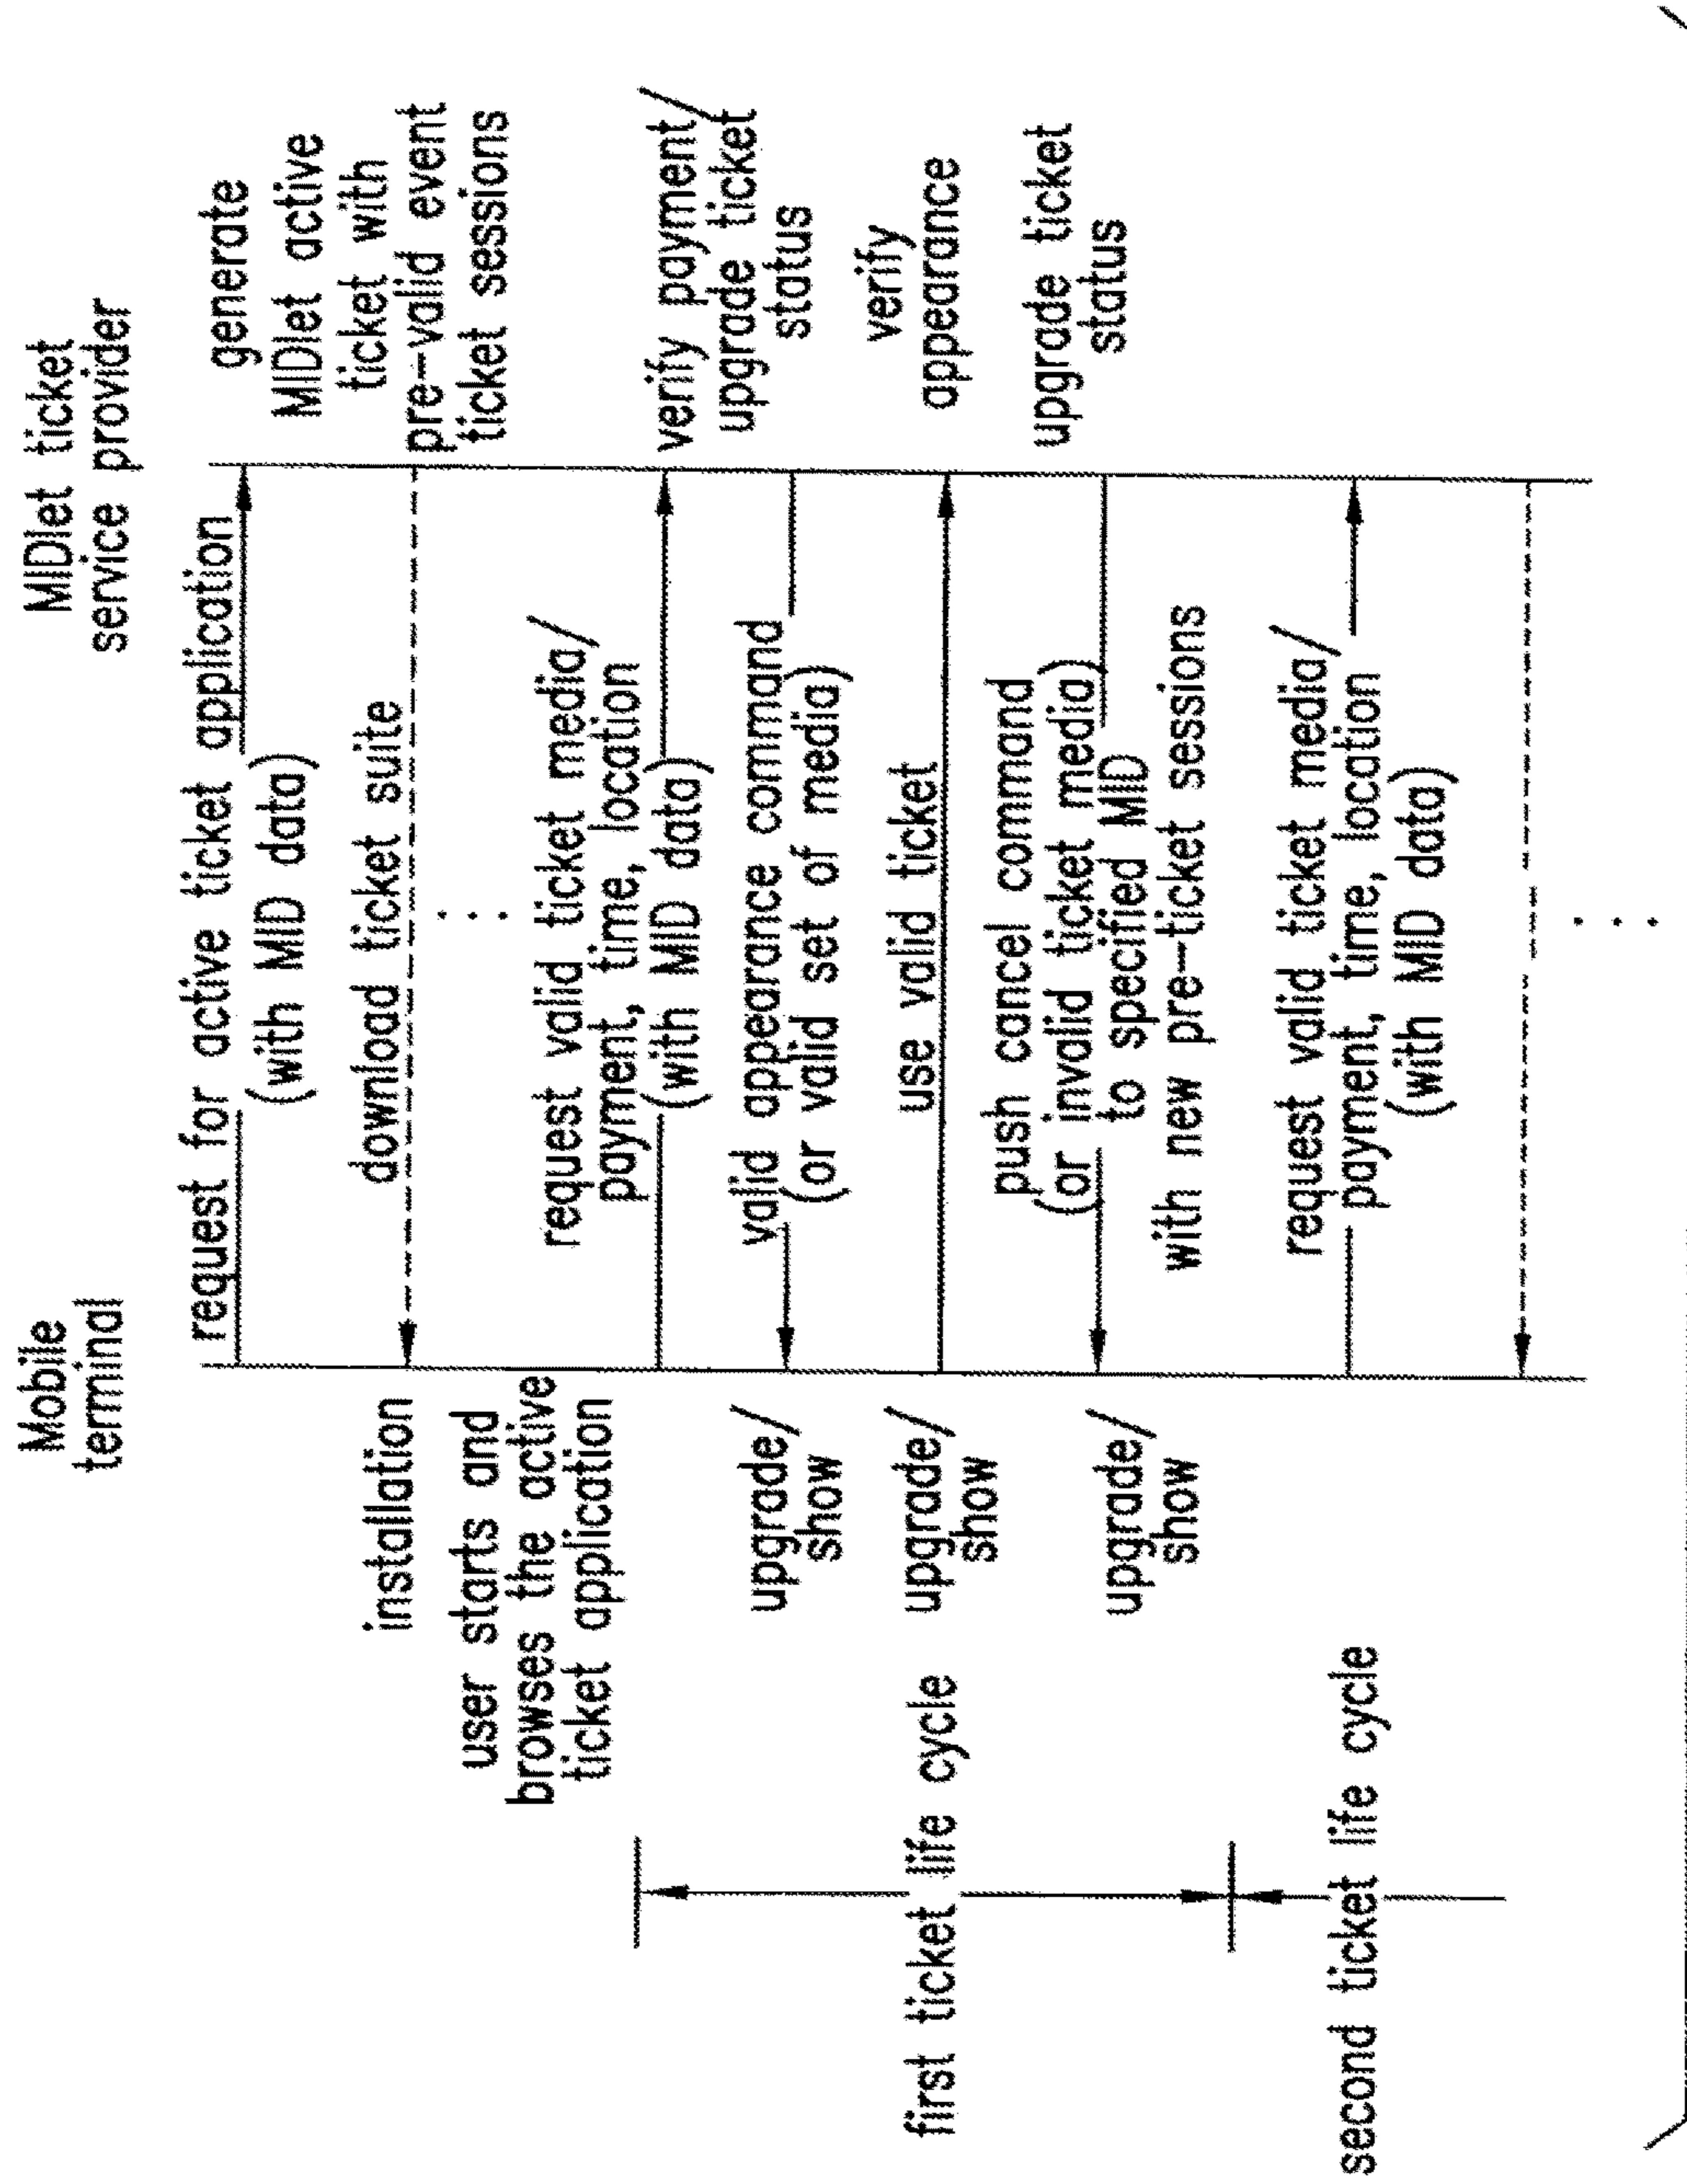 Mobile
terminal
MIDlet ticket
service provider
request for active ticket application
(with MID data)
generate
MIDlet active
ticket with
pre-valid event
ticket sessions
download ticket suite
installation
user starts and
browses the active
ticket application
request valid ticket media/
payment, time, location
(with MID data)
verify payment/
upgrade ticket
status
valid appearance command
(or valid set of media)
upgrade/
show
use valid ticket
verify
appearance
upgrade/
show
push cancel command
(or invalid ticket media)
to specified MID
with new pre-ticket sessions
upgrade ticket
status
upgrade/
show
first ticket life cycle
request valid ticket media/
payment, time, location
(with MID data)
second ticket life cycle